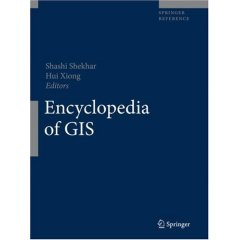 SPRINGER
REFERENCE
Shashi Shekhar
Hui Xiong
Editors
Encyclopedia
of GIS
Springer